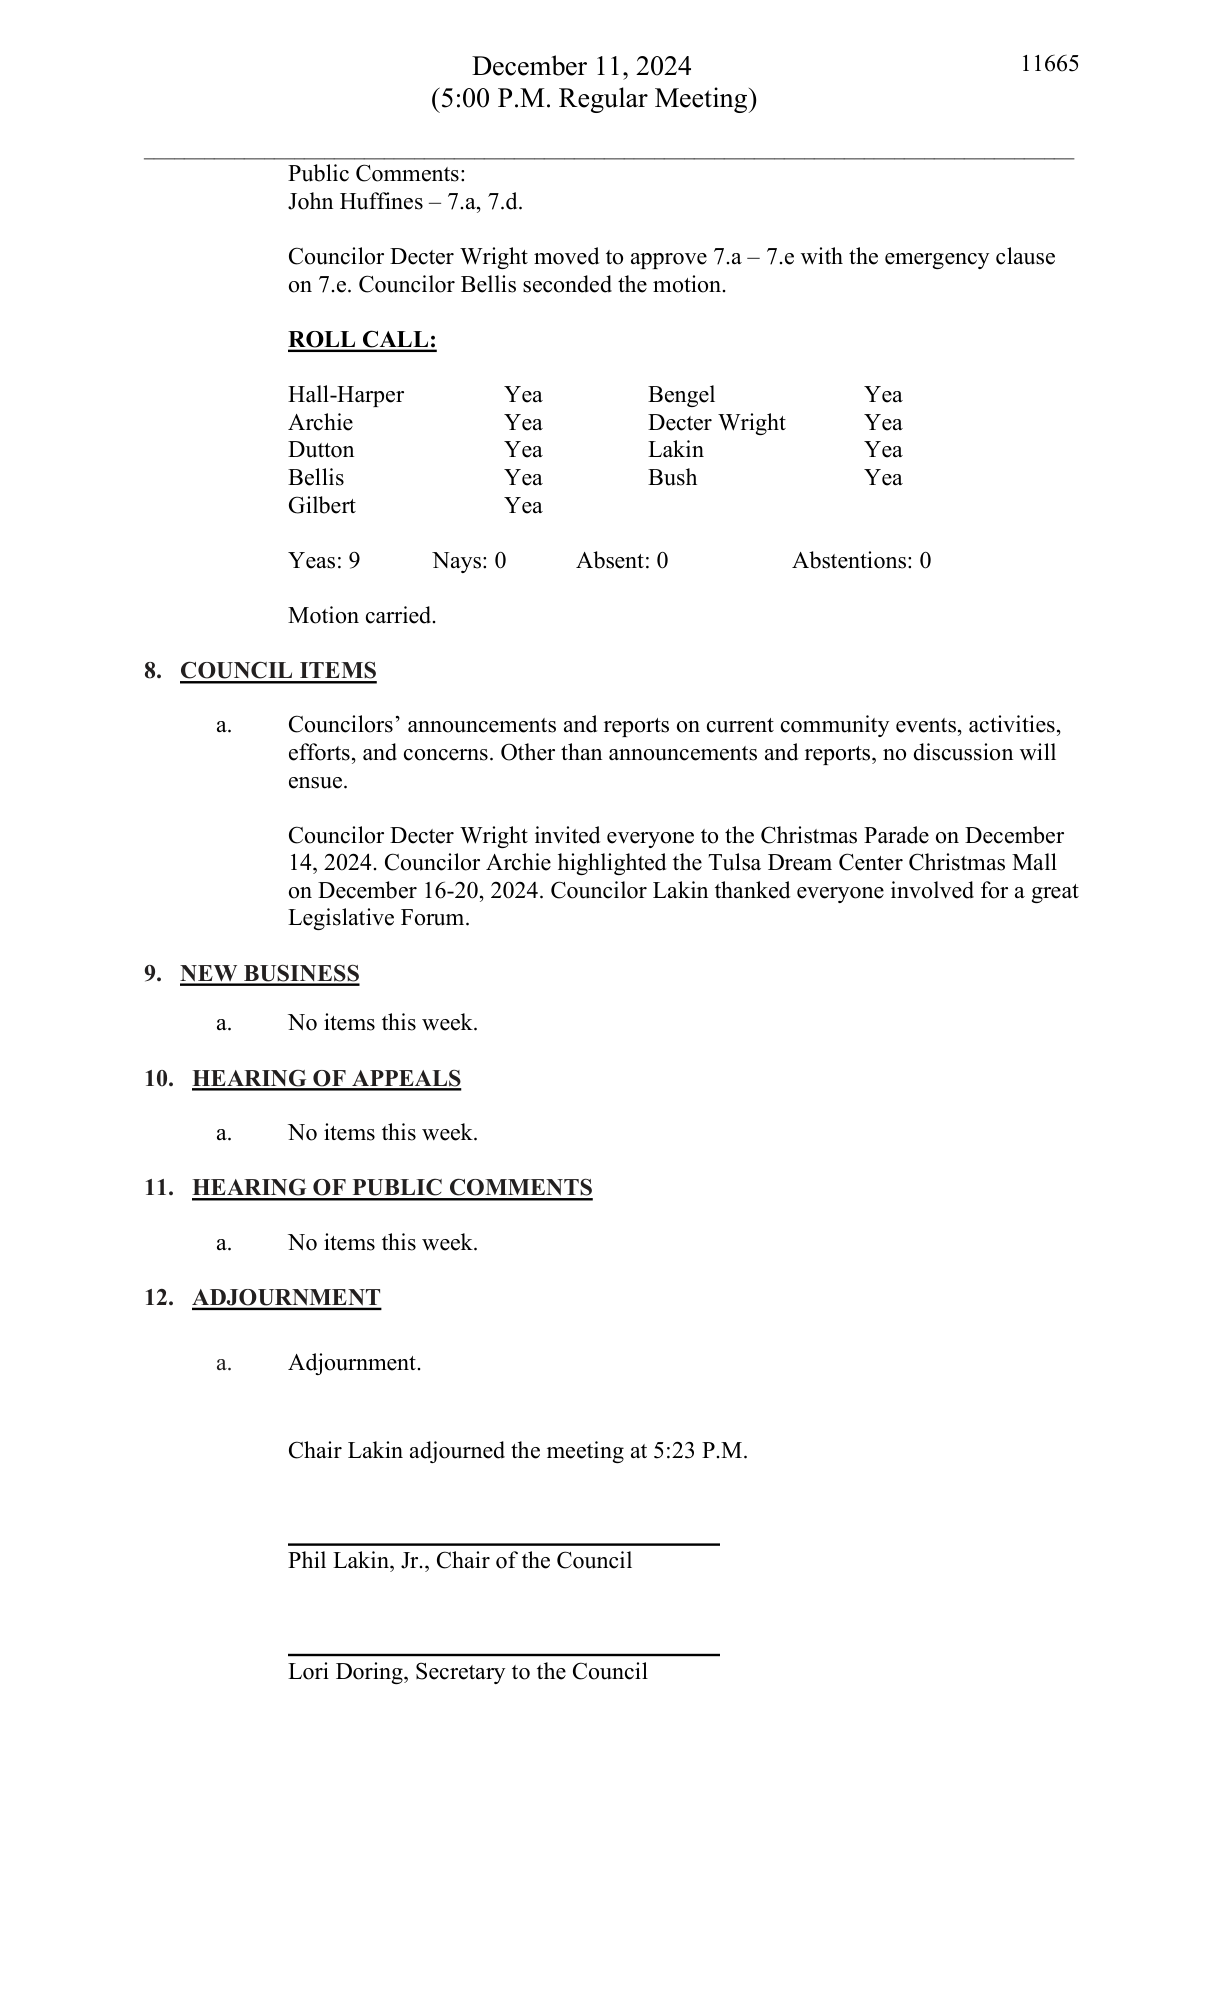 December 11, 2024 11665
(5:00 P.M. Regular Meeting)
Public Comments:
John Huffines – 7.a, 7.d.
Councilor Decter Wright moved to approve 7.a – 7.e with the emergency clause
on 7.e. Councilor Bellis seconded the motion.
ROLL CALL:
Hall-Harper Yea Bengel Yea
Archie Yea Decter Wright Yea
Dutton Yea Lakin Yea
Bellis Yea Bush Yea
Gilbert Yea
Yeas: 9 Nays: 0 Absent: 0 Abstentions: 0
Motion carried.
8. COUNCIL ITEMS
a. Councilors’ announcements and reports on current community events, activities,
efforts, and concerns. Other than announcements and reports, no discussion will
ensue.
Councilor Decter Wright invited everyone to the Christmas Parade on December
14, 2024. Councilor Archie highlighted the Tulsa Dream Center Christmas Mall
on December 16-20, 2024. Councilor Lakin thanked everyone involved for a great
Legislative Forum.
9. NEW BUSINESS
a. No items this week.
10. HEARING OF APPEALS
a. No items this week.
11. HEARING OF PUBLIC COMMENTS
a. No items this week.
12. ADJOURNMENT
a. Adjournment.
Chair Lakin adjourned the meeting at 5:23 P.M.
Phil Lakin, Jr., Chair of the Council
Lori Doring, Secretary to the Council